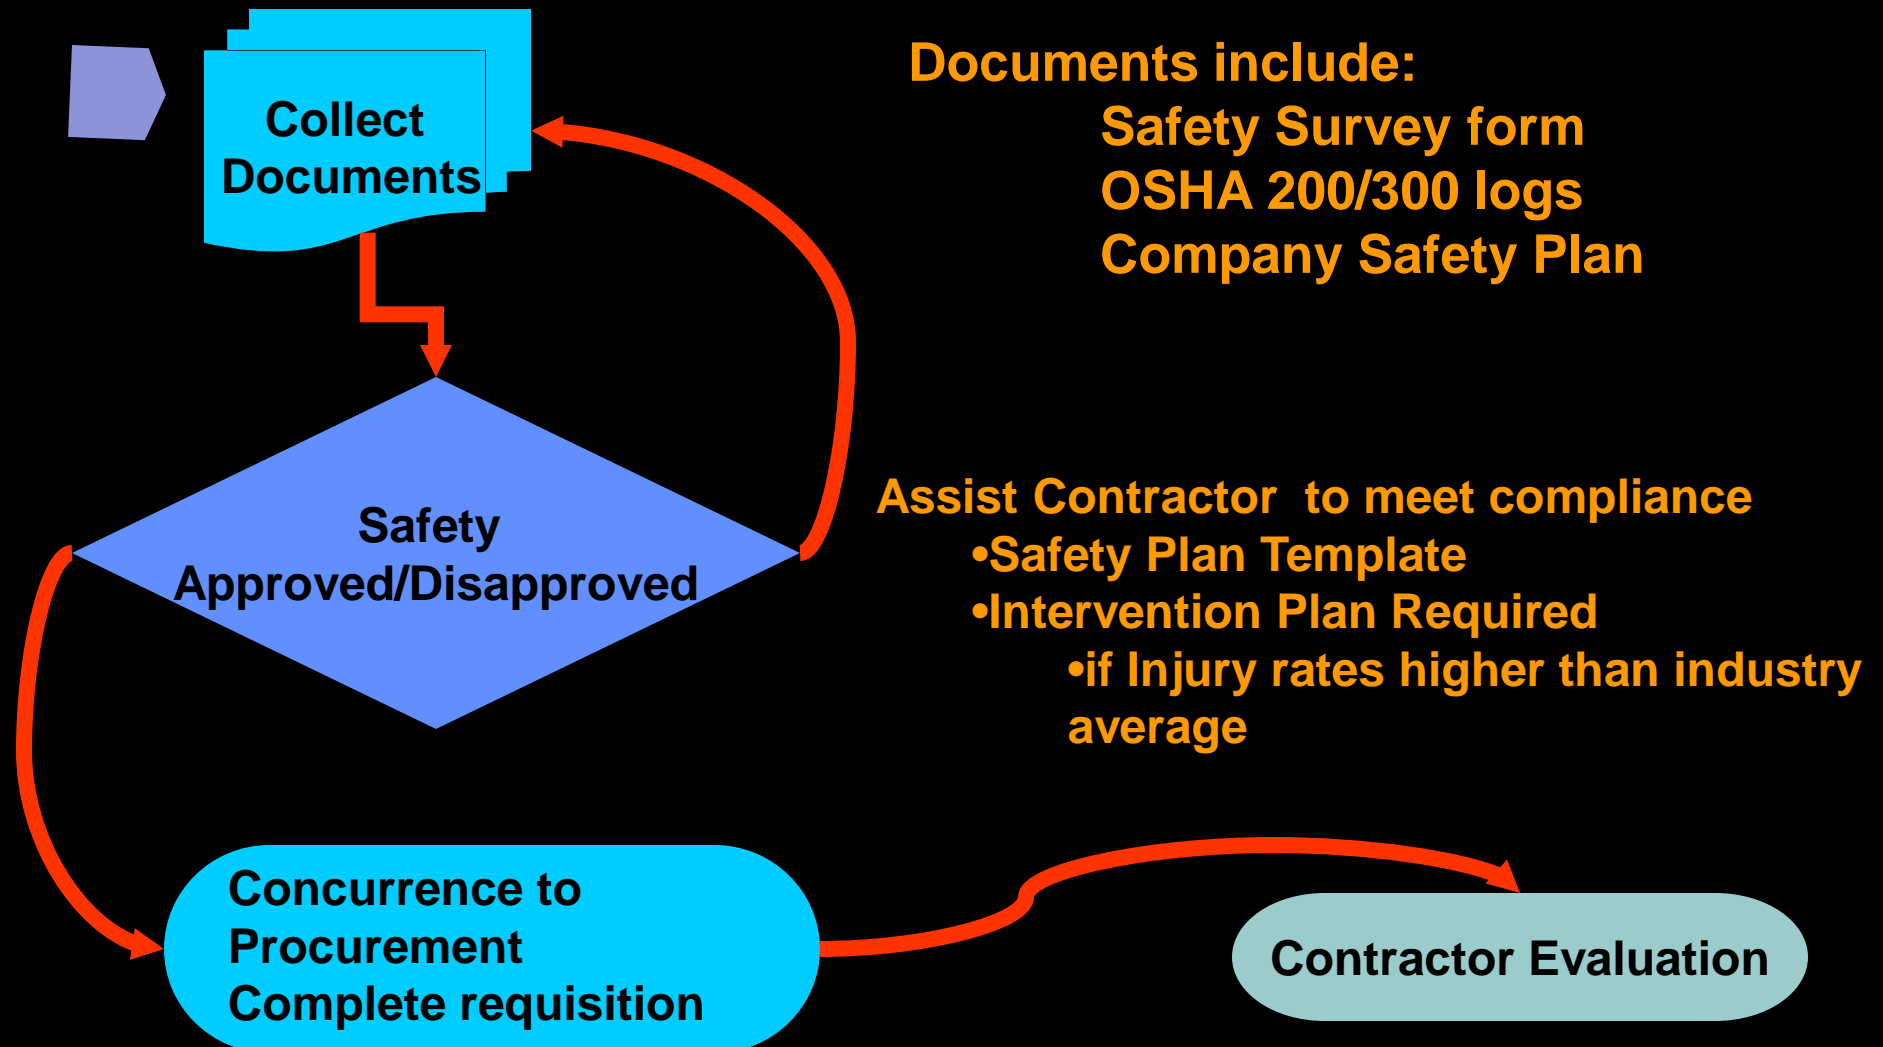 Collect
Documents
Documents include:
Safety Survey form
OSHA 200/300 logs
Company Safety Plan
Safety
Approved/Disapproved
Assist Contractor  to meet compliance
•Safety Plan Template
•Intervention Plan Required
•if Injury rates higher than industry
average
Concurrence to
Procurement
Complete requisition
Contractor Evaluation